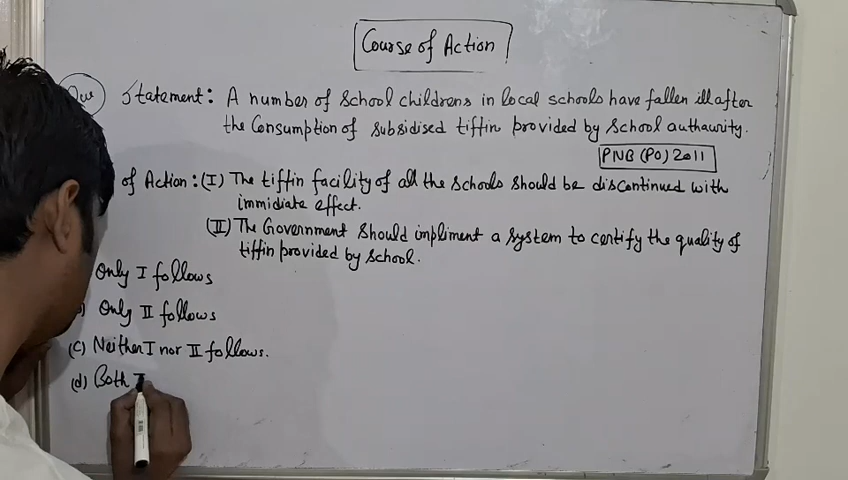 Course of Action
Que Statement: A number of School childrens in local schools have fallen ill after
the Consumption of subsidised tiffin provided by school authaurity.
PNB (PO) 2011
of Action: (I) The tiffin facility of all the schools should be discontinued with
immidiate effect.
(II) The Government should impliment a system to certify the quality of
tiffin provided by school.
Only I follows
Only II follows
(c) Neither I nor II follows.
(d) Both I